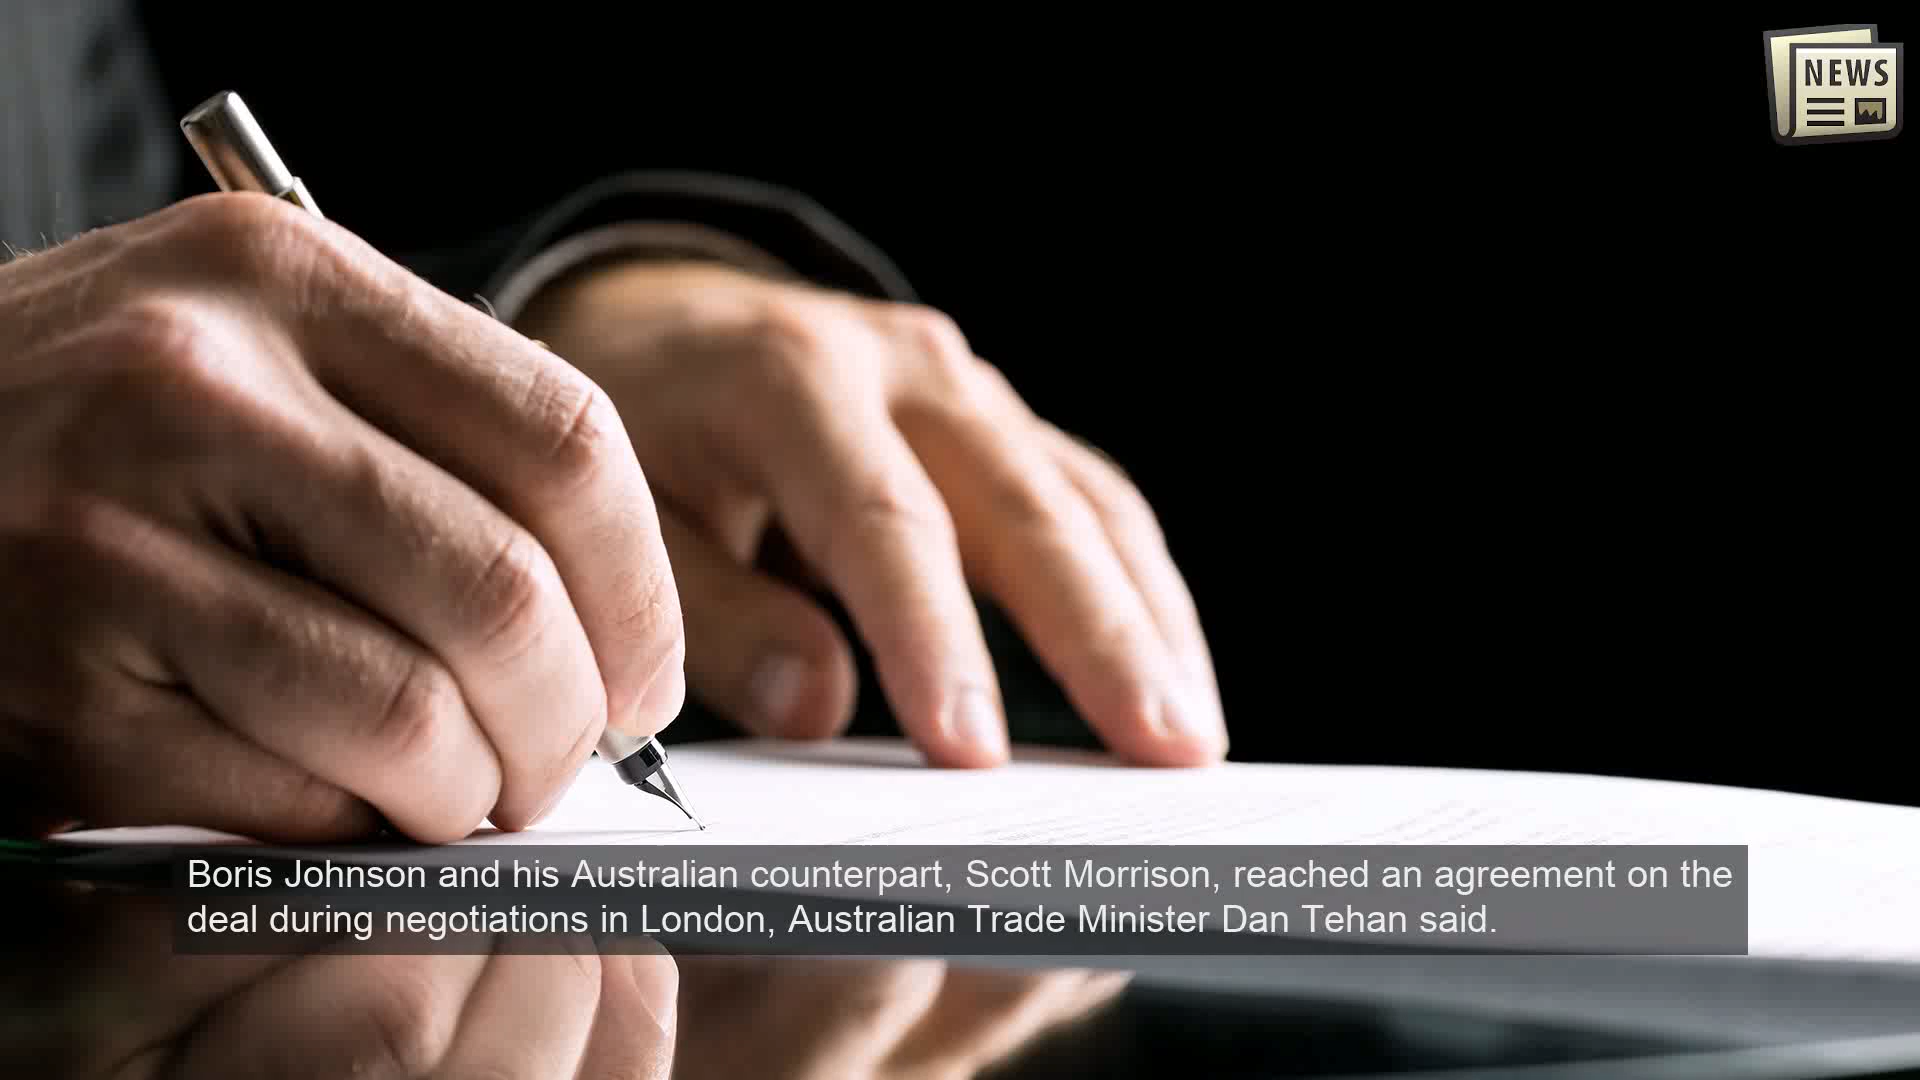 NEWS
Boris Johnson and his Australian counterpart, Scott Morrison, reached an agreement on the
deal during negotiations in London, Australian Trade Minister Dan Tehan said.